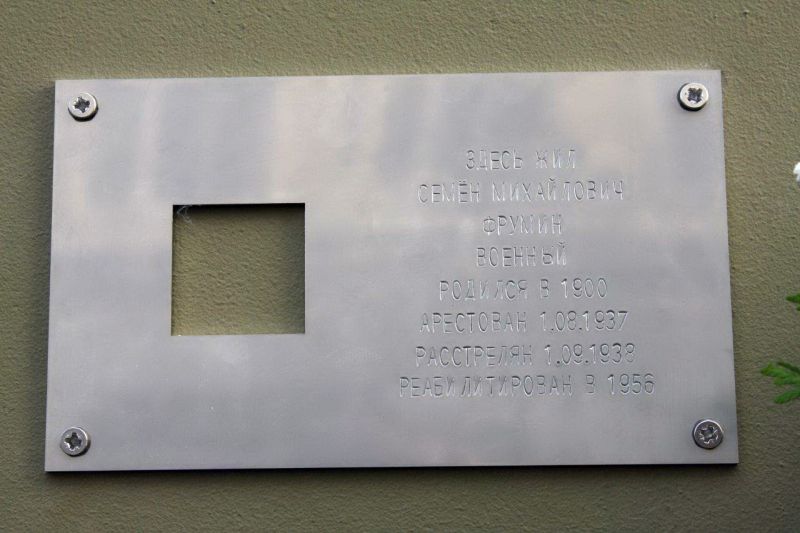 ЗДЕСЬ ЖИЛ
СЕМЁН МИХАЙЛОВИЧ
ФРУМИН
ВОЕННЫЙ
РОДИЛСЯ В 1900
АРЕСТОВАН 1.08.1937
РАССТРЕЛЯН 1.09.1938
РЕАБИЛИТИРОВАН В 1956